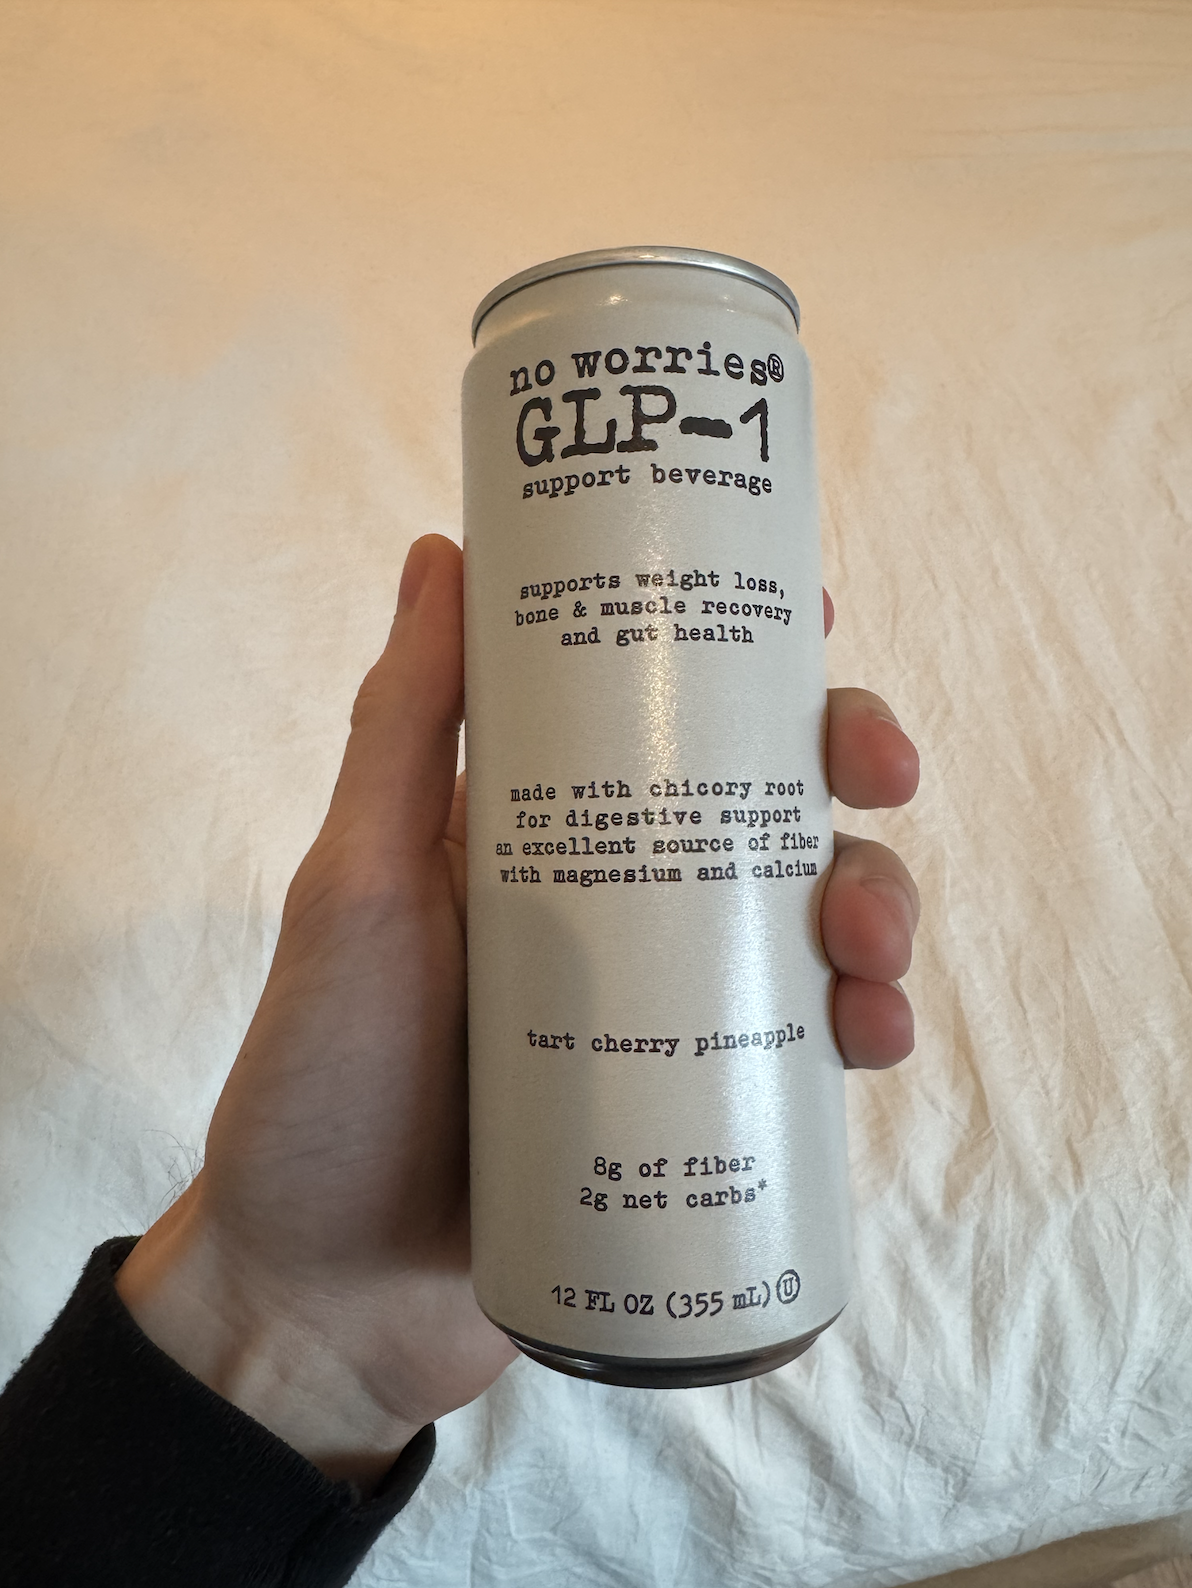 no worries®
GLP-1
support beverage
supports weight loss,
bone & muscle recovery
and gut health
made with chicory root
for digestive support
an excellent source of fiber
with magnesium and calcium
tart cherry pineapple
8g of fiber
2g net carbs*
12 FL OZ (355 mL) Ⓤ